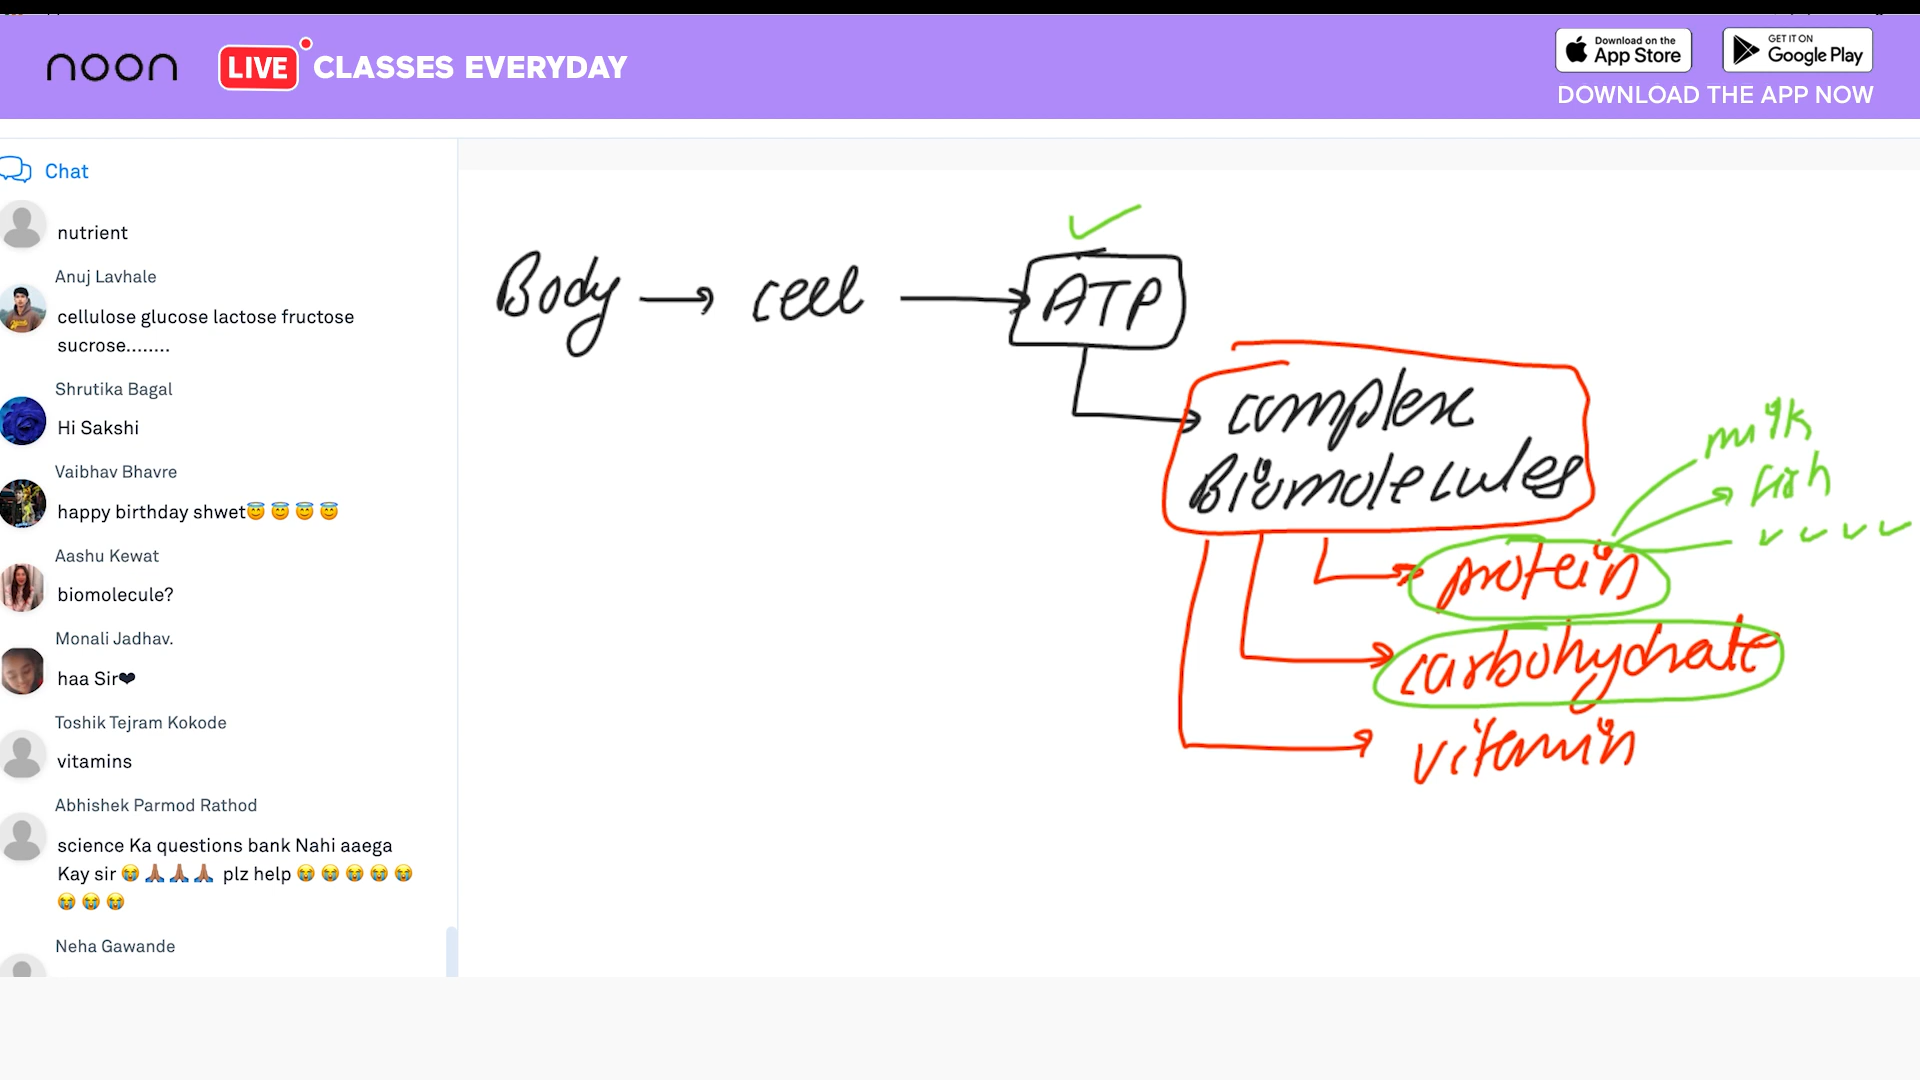 noon LIVE CLASSES EVERYDAY
Download on the App Store
GET IT ON Google Play
DOWNLOAD THE APP NOW
Chat
nutrient
Anuj Lavhale
cellulose glucose lactose fructose
sucrose........
Shrutika Bagal
Hi Sakshi
Vaibhav Bhavre
happy birthday shwet😇 😇 😇 😇
Aashu Kewat
biomolecule?
Monali Jadhav.
haa Sir❤
Toshik Tejram Kokode
vitamins
Abhishek Parmod Rathod
science Ka questions bank Nahi aaega
Kay sir 😭 🙏🏽 🙏🏽 🙏🏽 plz help 😭 😭 😭 😭 😭
😭 😭 😭
Neha Gawande
Body → cell → ATP
complex
Biomolecules
milk
fish
protein
carbohydrate
vitamin